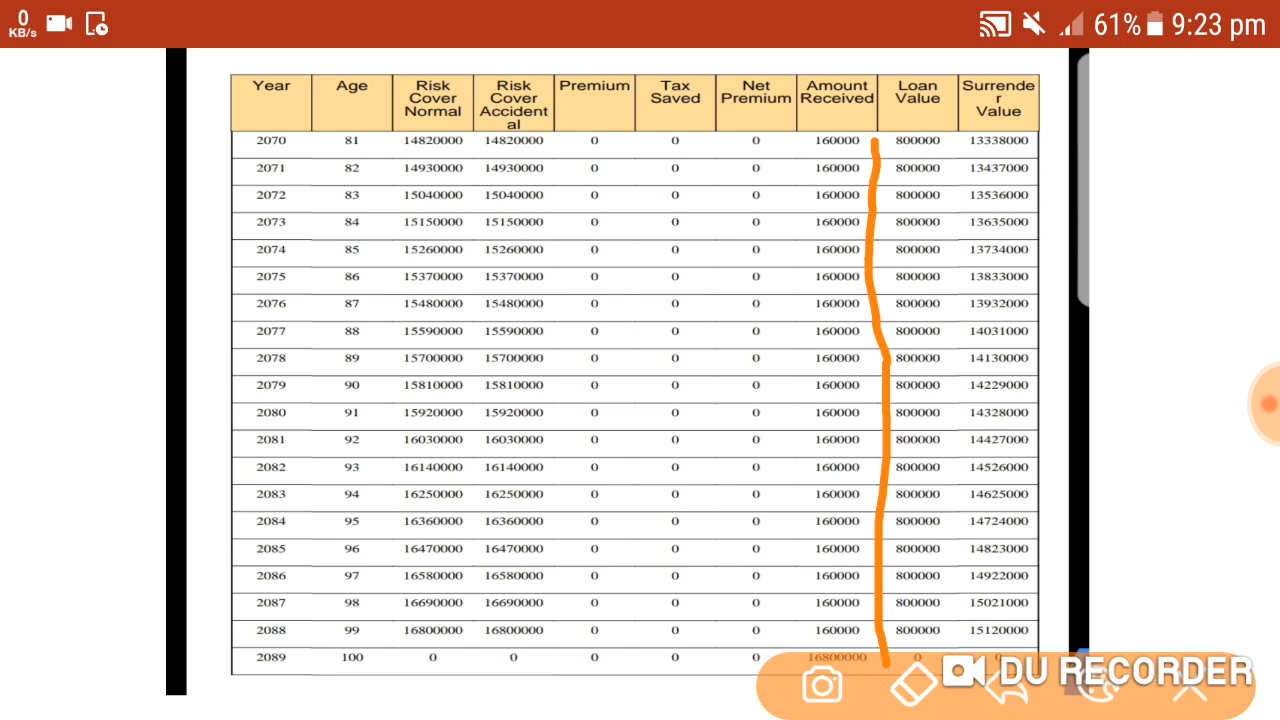 0
KB/s
61% 9:23 pm
Year Age Risk Cover Normal Risk Cover Accident al Premium Tax Saved Net Premium Amount Received Loan Value Surrende r Value
2070 81 14820000 14820000 0 0 0 160000 800000 13338000
2071 82 14930000 14930000 0 0 0 160000 800000 13437000
2072 83 15040000 15040000 0 0 0 160000 800000 13536000
2073 84 15150000 15150000 0 0 0 160000 800000 13635000
2074 85 15260000 15260000 0 0 0 160000 800000 13734000
2075 86 15370000 15370000 0 0 0 160000 800000 13833000
2076 87 15480000 15480000 0 0 0 160000 800000 13932000
2077 88 15590000 15590000 0 0 0 160000 800000 14031000
2078 89 15700000 15700000 0 0 0 160000 800000 14130000
2079 90 15810000 15810000 0 0 0 160000 800000 14229000
2080 91 15920000 15920000 0 0 0 160000 800000 14328000
2081 92 16030000 16030000 0 0 0 160000 800000 14427000
2082 93 16140000 16140000 0 0 0 160000 800000 14526000
2083 94 16250000 16250000 0 0 0 160000 800000 14625000
2084 95 16360000 16360000 0 0 0 160000 800000 14724000
2085 96 16470000 16470000 0 0 0 160000 800000 14823000
2086 97 16580000 16580000 0 0 0 160000 800000 14922000
2087 98 16690000 16690000 0 0 0 160000 800000 15021000
2088 99 16800000 16800000 0 0 0 160000 800000 15120000
2089 100 0 0 0 0 0 16800000 0 0
DU RECORDER